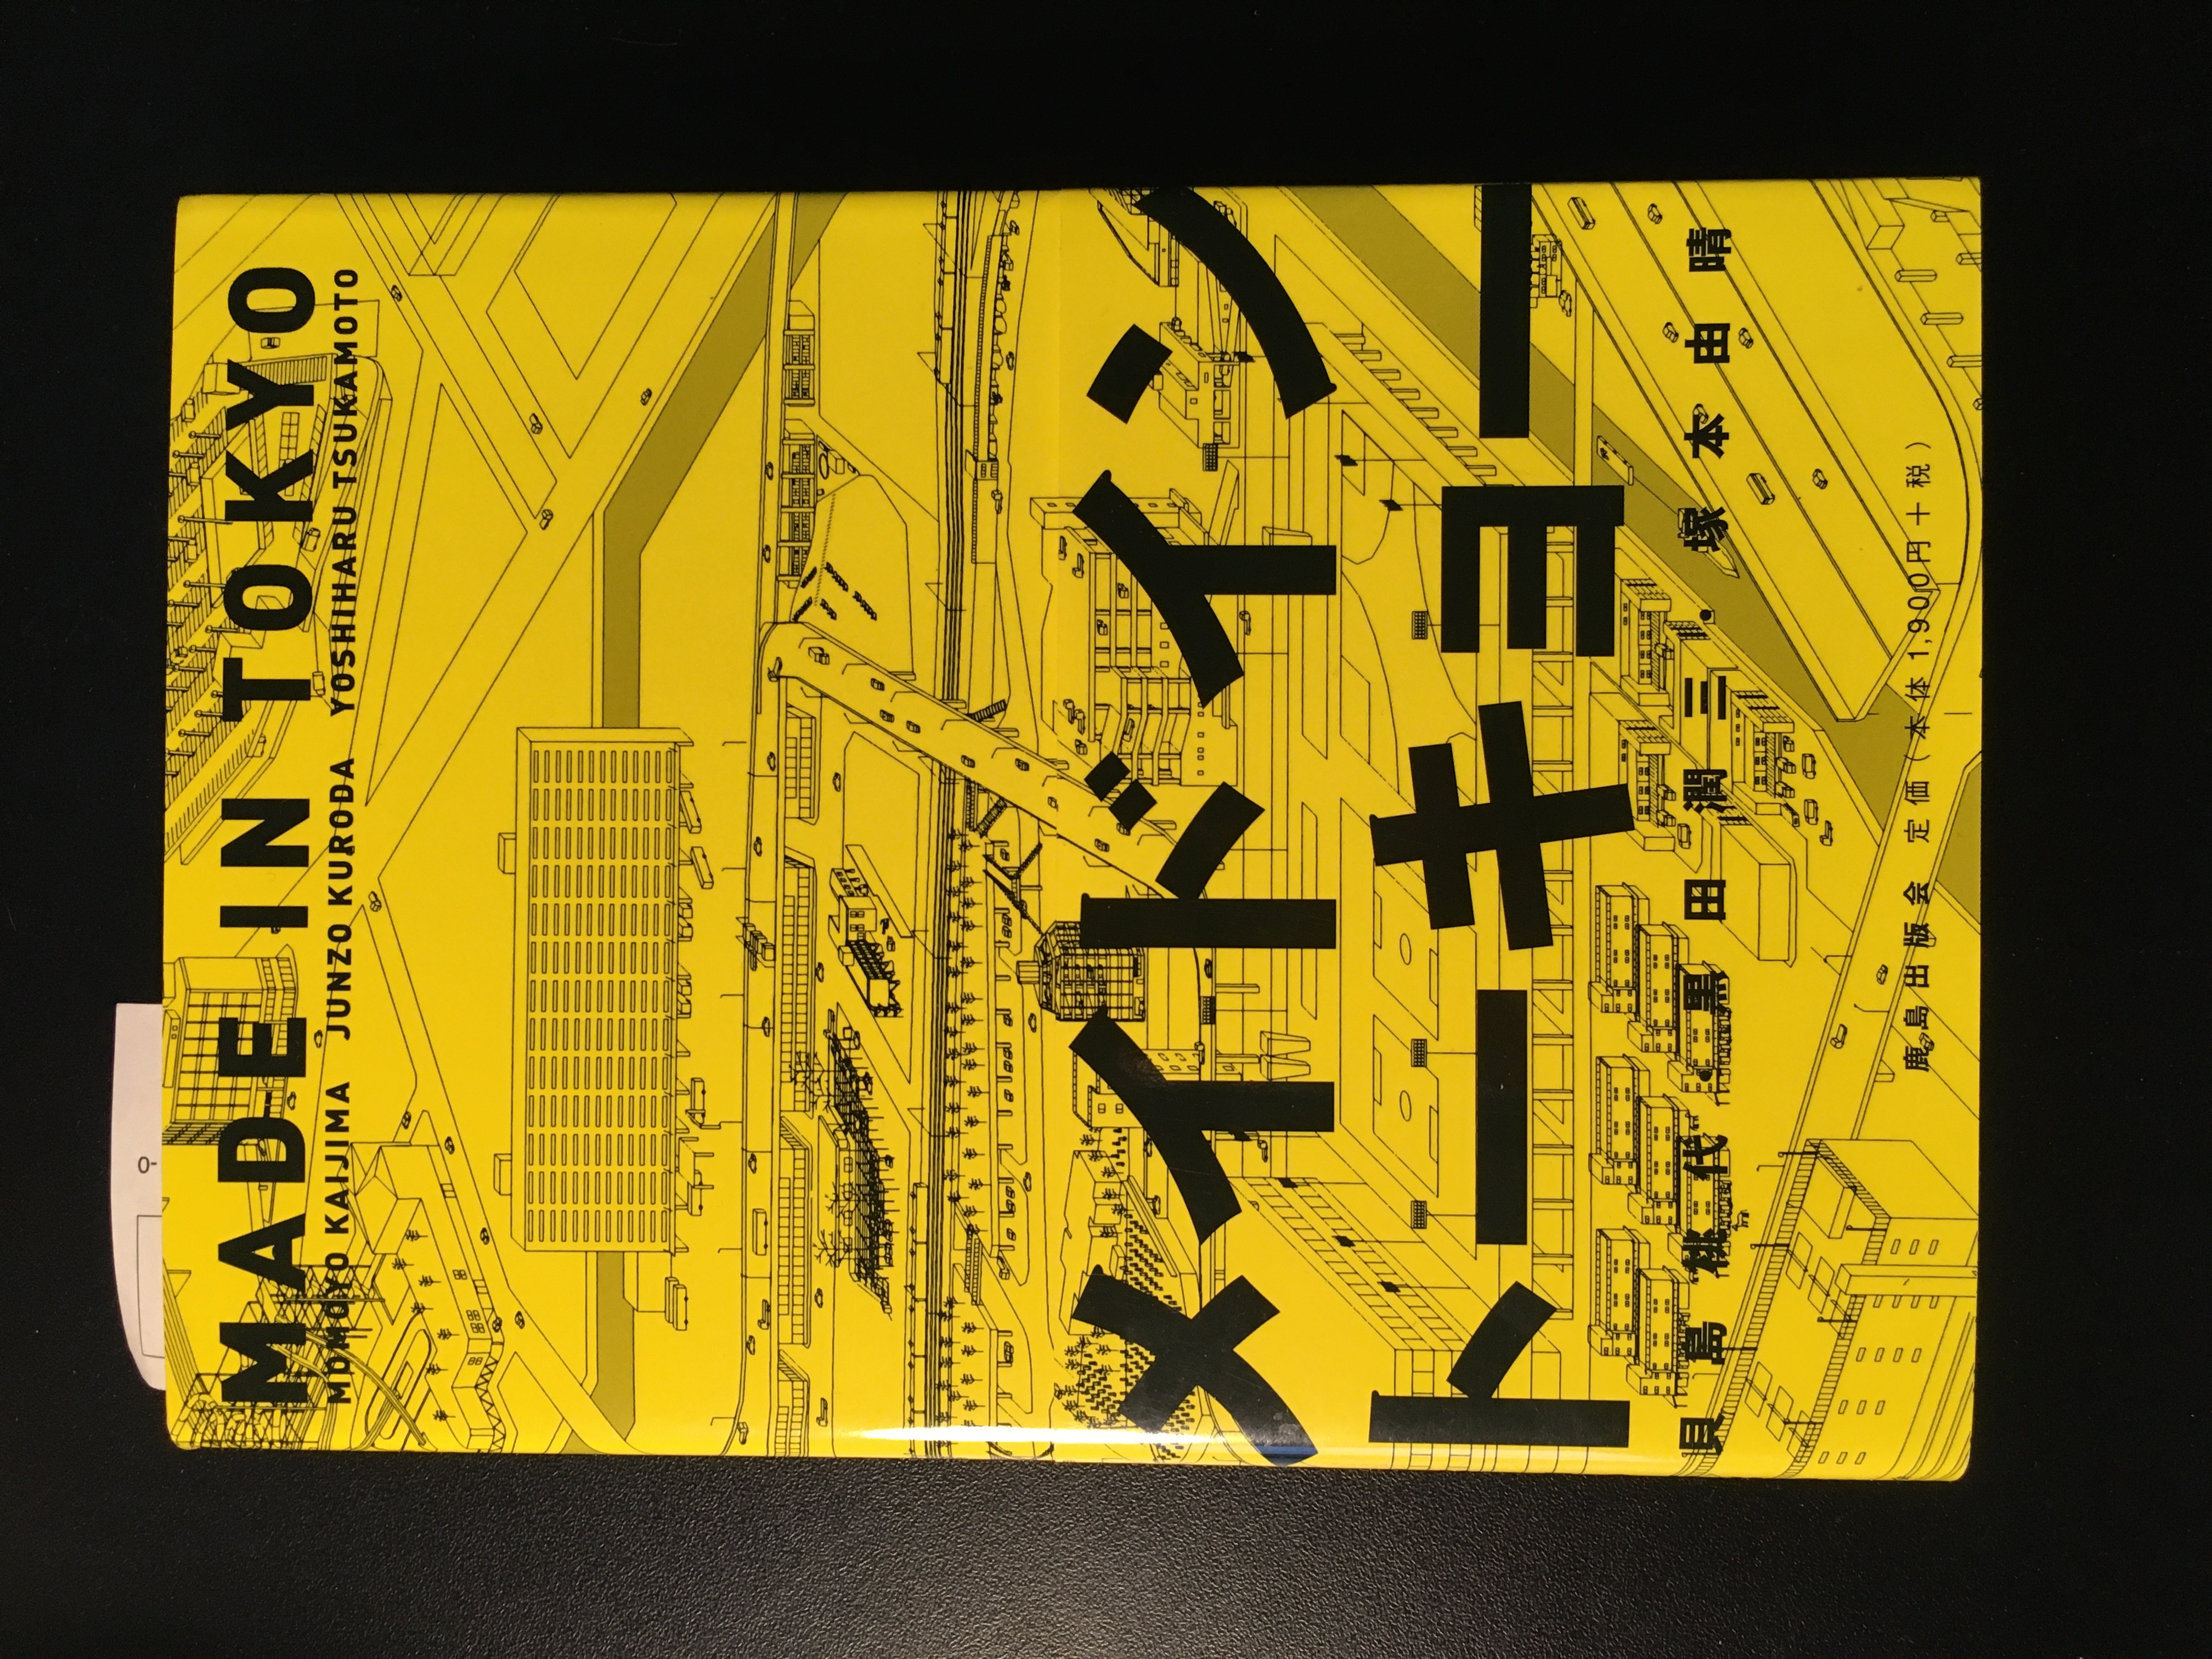 MADE IN TOKYO
MOMOYO KAIJIMA JUNZO KURODA YOSHIHARU TSUKAMOTO
メイド・イン
トーキョー
貝島桃代・黒田潤三・塚本由晴
鹿島出版会 定価(本体1,900円+税)
-0